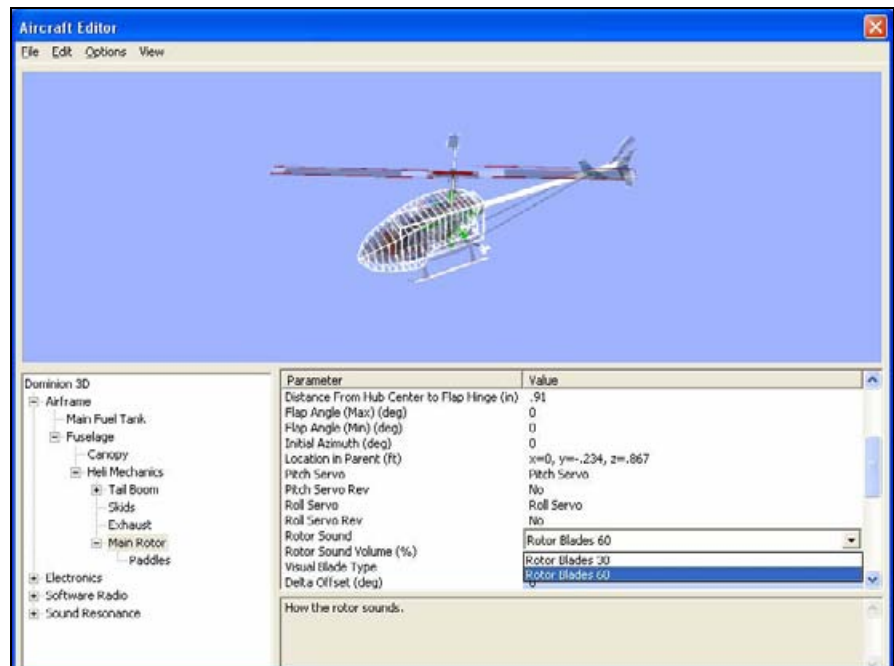 Aircraft Editor
File Edit Options View
Dominion 3D
Airframe
Main Fuel Tank
Fuselage
Canopy
Heli Mechanics
Tail Boom
Skids
Exhaust
Main Rotor
Paddles
Electronics
Software Radio
Sound Resonance
Parameter Value
Distance From Hub Center to Flap Hinge (in) .91
Flap Angle (Max) (deg) 0
Flap Angle (Min) (deg) 0
Initial Azimuth (deg) 0
Location in Parent (ft) x=0, y=-.234, z=.867
Pitch Servo Pitch Servo
Pitch Servo Rev No
Roll Servo Roll Servo
Roll Servo Rev No
Rotor Sound Rotor Blades 60
Rotor Sound Volume (%)
Rotor Blades 30
Visual Blade Type
Rotor Blades 60
Delta Offset (deg) 0
How the rotor sounds.